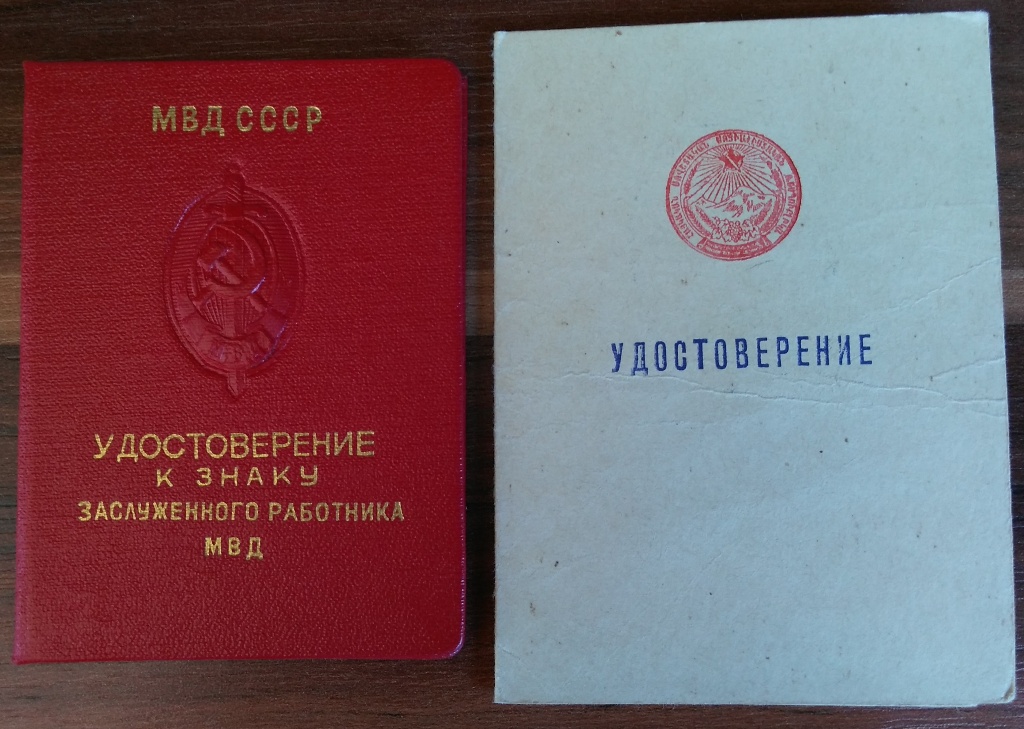 МВД СССР
УДОСТОВЕРЕНИЕ
К ЗНАКУ
ЗАСЛУЖЕННОГО РАБОТНИКА
МВД
УДОСТОВЕРЕНИЕ